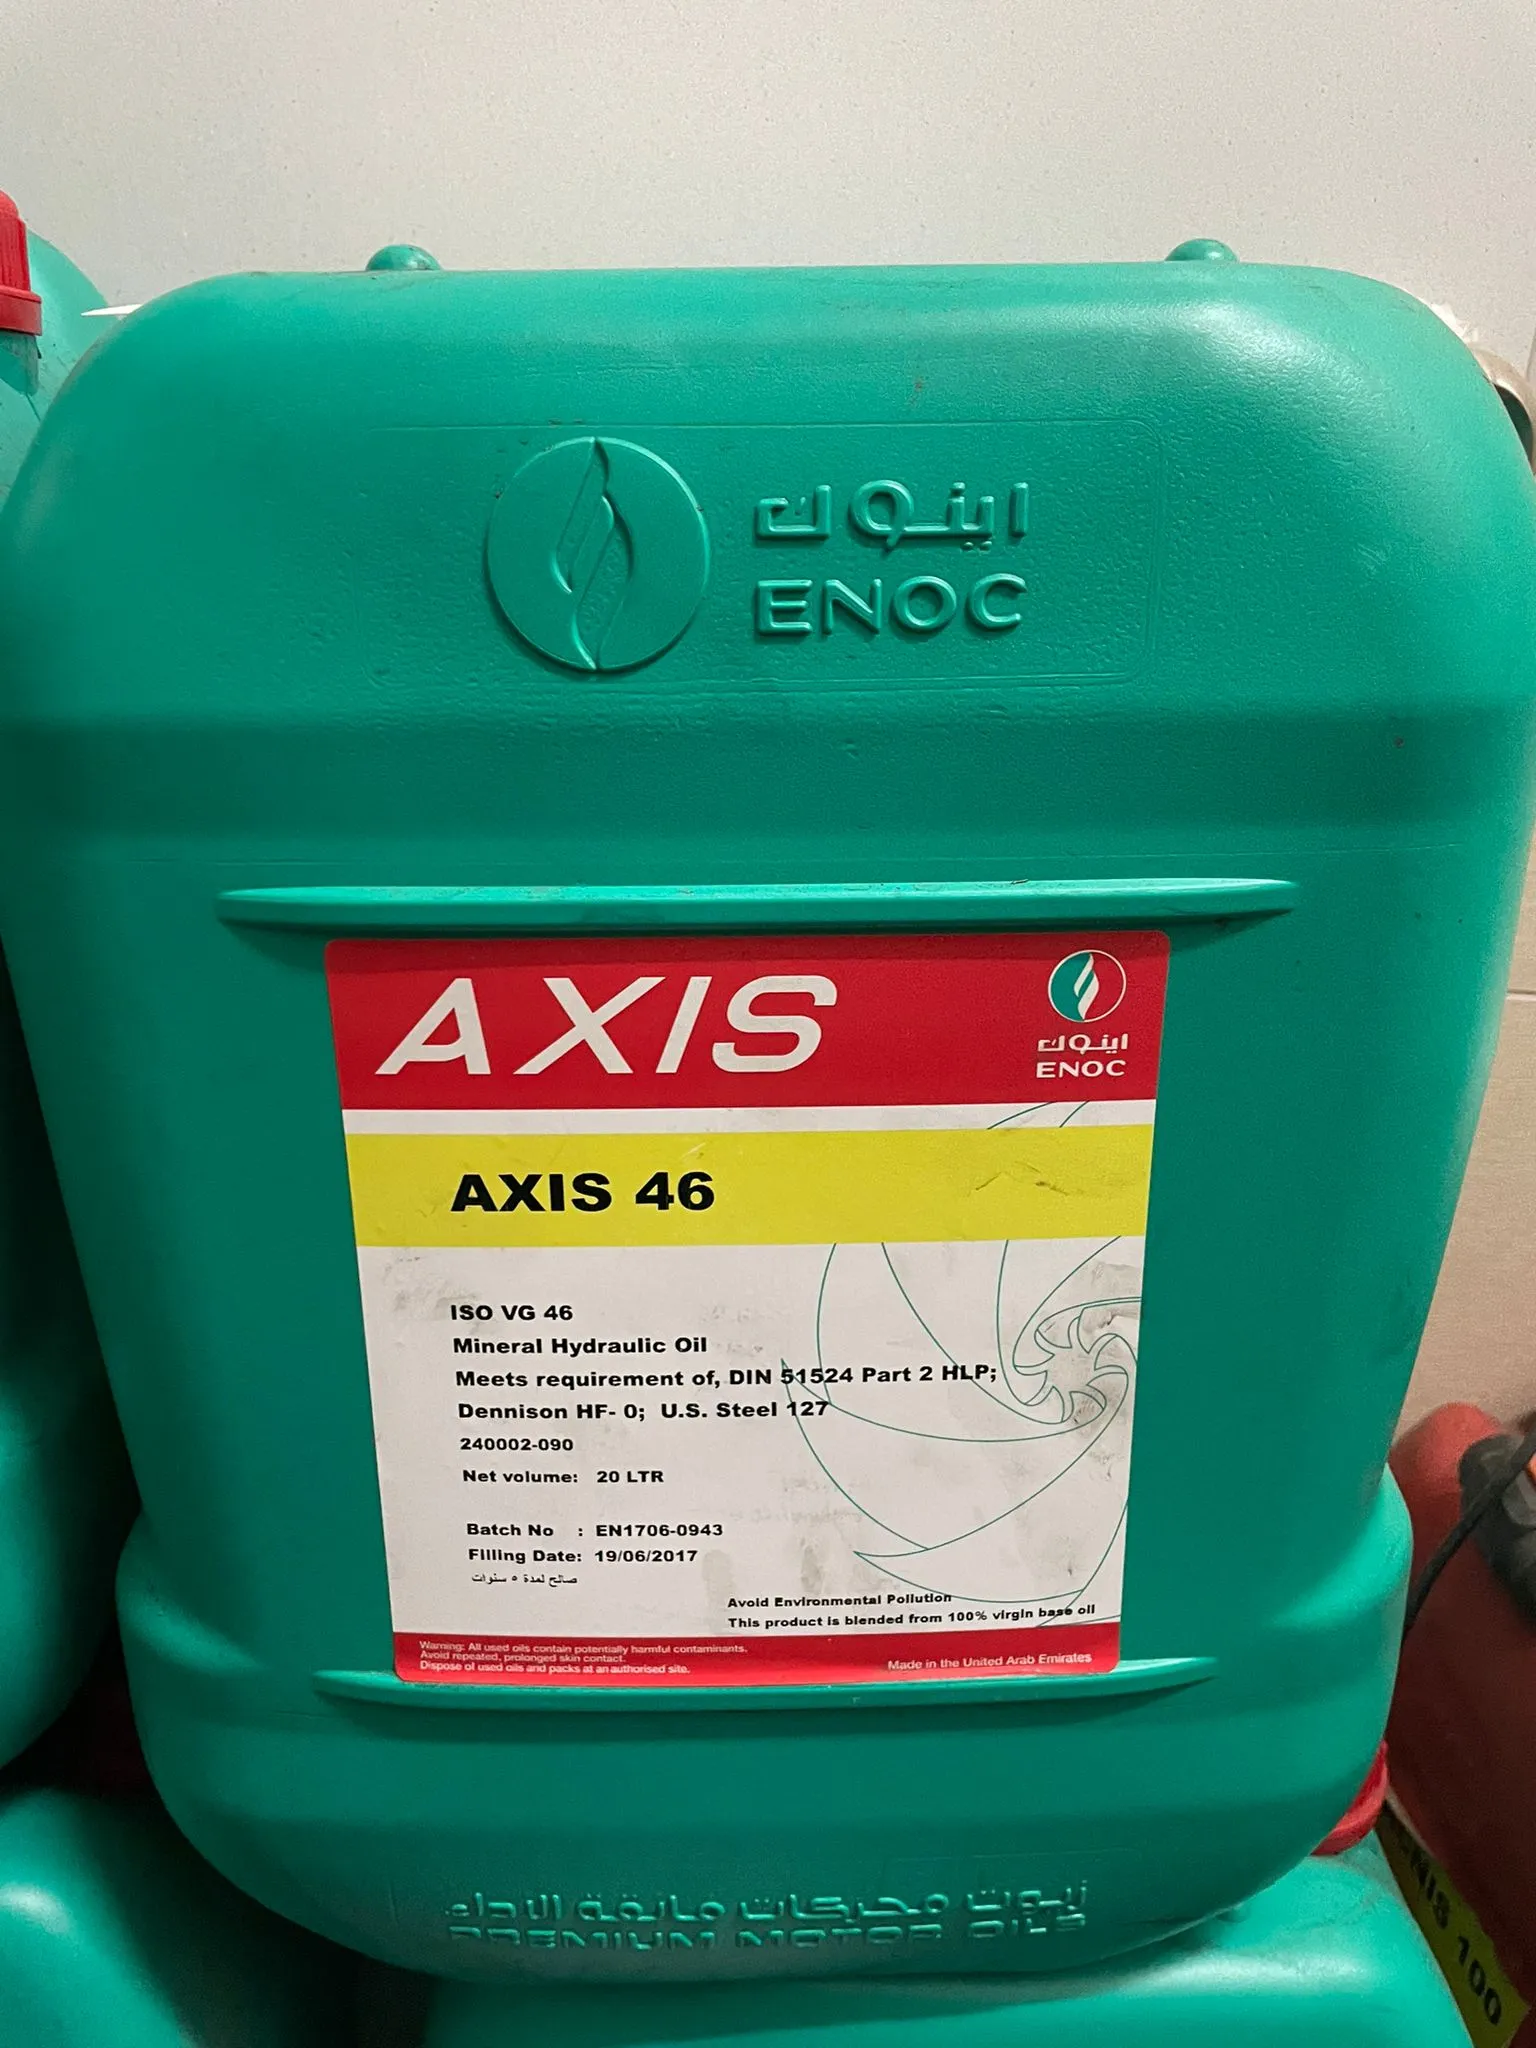 اينوك
ENOC
AXIS
اينوك
ENOC
AXIS 46
ISO VG 46
Mineral Hydraulic Oil
Meets requirement of, DIN 51524 Part 2 HLP;
Dennison HF- 0; U.S. Steel 127
240002-090
Net volume: 20 LTR
Batch No : EN1706-0943
Filling Date: 19/06/2017
صالح لمدة ٥ سنوات
Avoid Environmental Pollution
This product is blended from 100% virgin base oil
Warning: All used oils contain potentially harmful contaminants.
Avoid repeated, prolonged skin contact.
Dispose of used oils and packs at an authorised site.
Made in the United Arab Emirates
زيوت محركات فائقة الاداء
PREMIUM MOTOR OILS
100